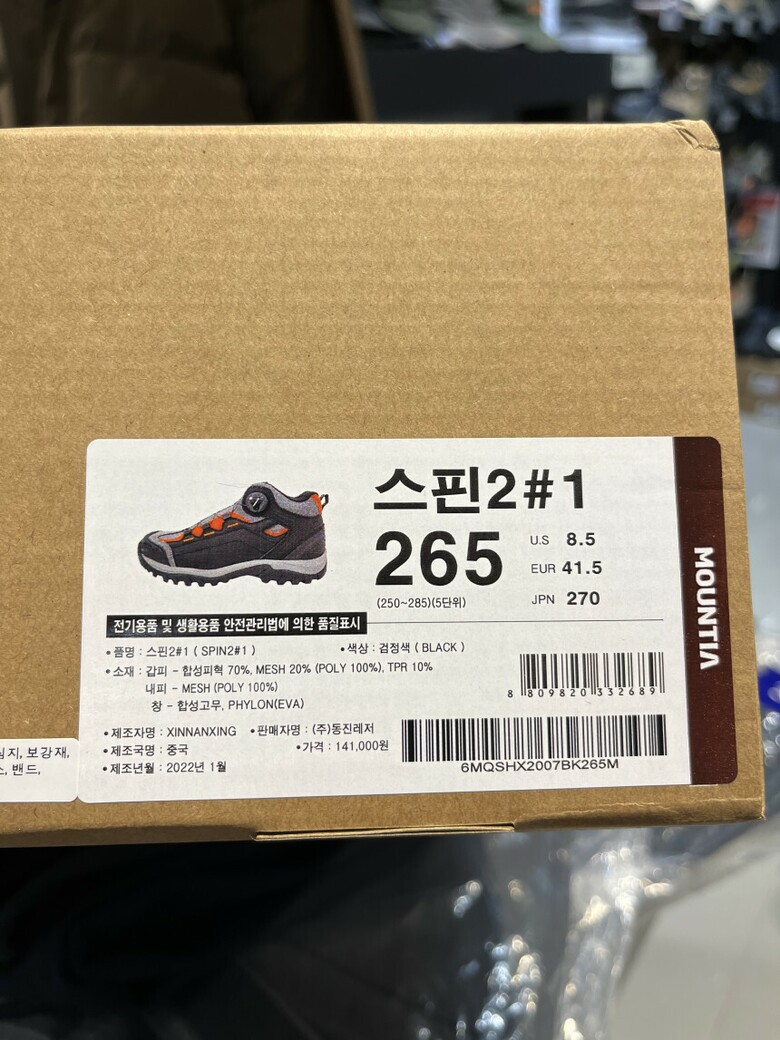 스핀2#1
265
U.S 8.5
EUR 41.5
JPN 270
(250~285)(5단위)
MOUNTIA
전기용품 및 생활용품 안전관리법에 의한 품질표시
•품명 : 스핀2#1 ( SPIN2#1 ) •색상 : 검정색 ( BLACK )
•소재 : 갑피 - 합성피혁 70%, MESH 20% (POLY 100%), TPR 10%
내피 - MESH (POLY 100%)
창 - 합성고무, PHYLON(EVA)
8 809820 332689
•제조자명 : XINNANXING •판매자명 : (주)동진레저
•제조국명 : 중국 •가격 : 141,000원
•제조년월 : 2022년 1월
6MQSHX2007BK265M
보강재,
밴드,